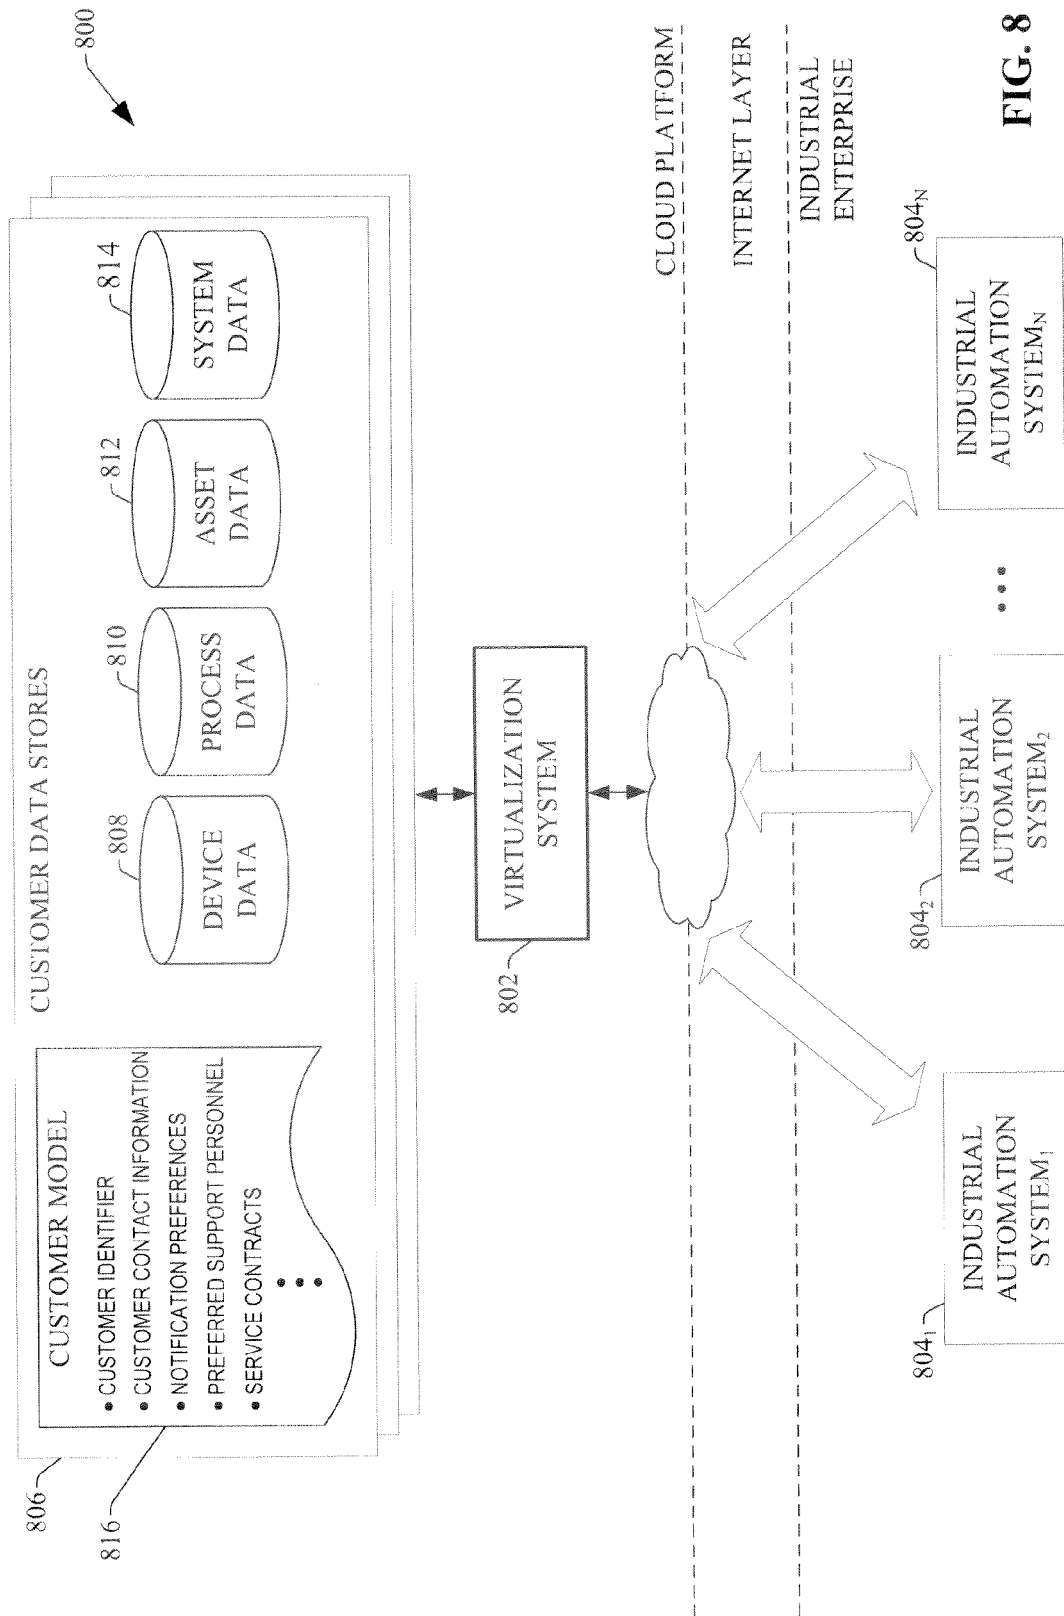 800
CUSTOMER DATA STORES
806
816
CUSTOMER MODEL
• CUSTOMER IDENTIFIER
• CUSTOMER CONTACT INFORMATION
• NOTIFICATION PREFERENCES
• PREFERRED SUPPORT PERSONNEL
• SERVICE CONTRACTS
808
DEVICE
DATA
810
PROCESS
DATA
812
ASSET
DATA
814
SYSTEM
DATA
802
VIRTUALIZATION
SYSTEM
CLOUD PLATFORM
INTERNET LAYER
INDUSTRIAL
ENTERPRISE
804₁
INDUSTRIAL
AUTOMATION
SYSTEM₁
804₂
INDUSTRIAL
AUTOMATION
SYSTEM₂
804_N
INDUSTRIAL
AUTOMATION
SYSTEM_N
FIG. 8